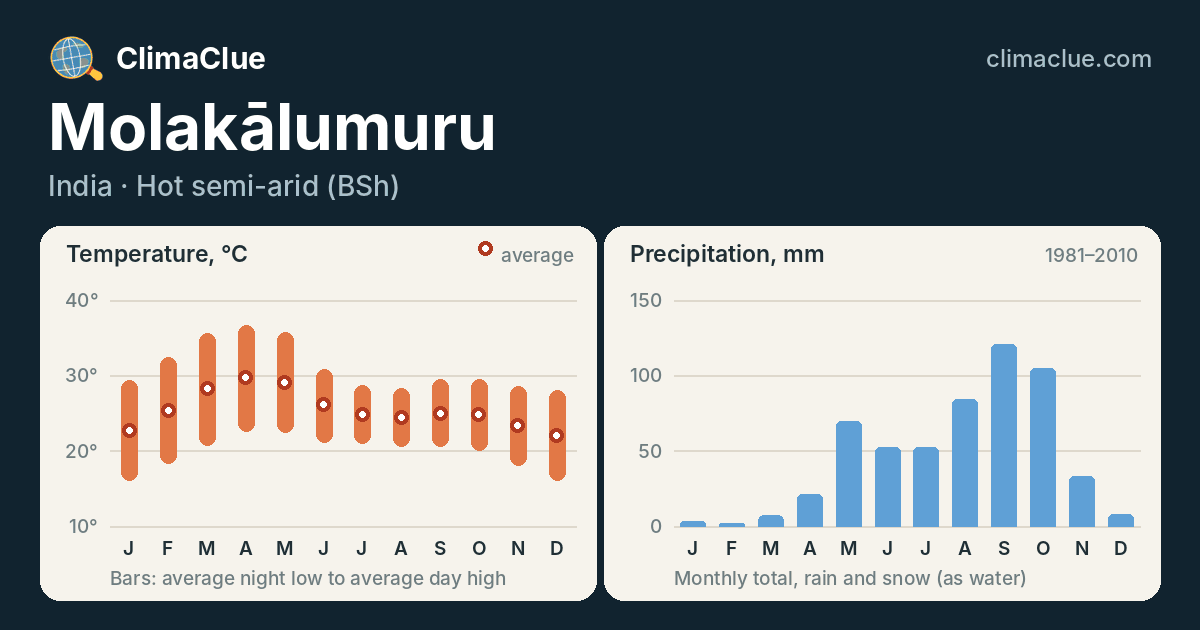 ClimaClue
climaclue.com
Molakālumuru
India · Hot semi-arid (BSh)
Temperature, °C
average
40°
30°
20°
10°
J F M A M J J A S O N D
Bars: average night low to average day high
Precipitation, mm
1981–2010
150
100
50
0
J F M A M J J A S O N D
Monthly total, rain and snow (as water)